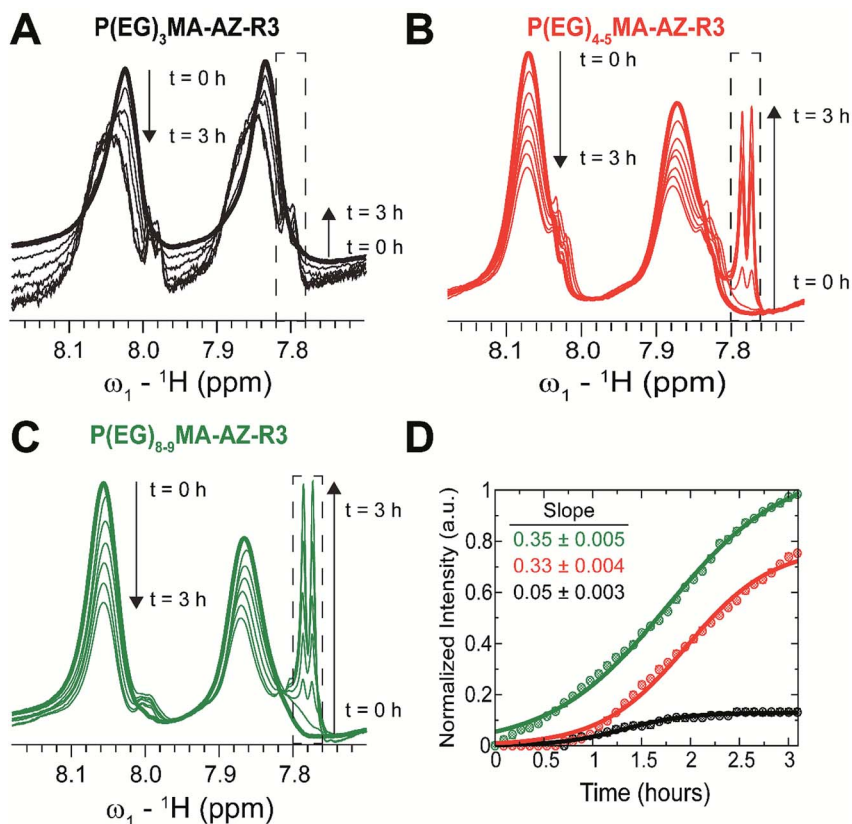 A
P(EG)₃MA-AZ-R3
t = 0 h
t = 3 h
t = 3 h
t = 0 h
8.1 8.0 7.9 7.8
ω₁ - ¹H (ppm)
B
P(EG)₄₋₅MA-AZ-R3
t = 0 h
t = 3 h
t = 3 h
t = 0 h
8.1 8.0 7.9 7.8
ω₁ - ¹H (ppm)
C
P(EG)₈₋₉MA-AZ-R3
t = 0 h
t = 3 h
t = 3 h
t = 0 h
8.1 8.0 7.9 7.8
ω₁ - ¹H (ppm)
D
Normalized Intensity (a.u.)
1
0.8
0.6
0.4
0.2
0
Slope
0.35 ± 0.005
0.33 ± 0.004
0.05 ± 0.003
0 0.5 1 1.5 2 2.5 3
Time (hours)